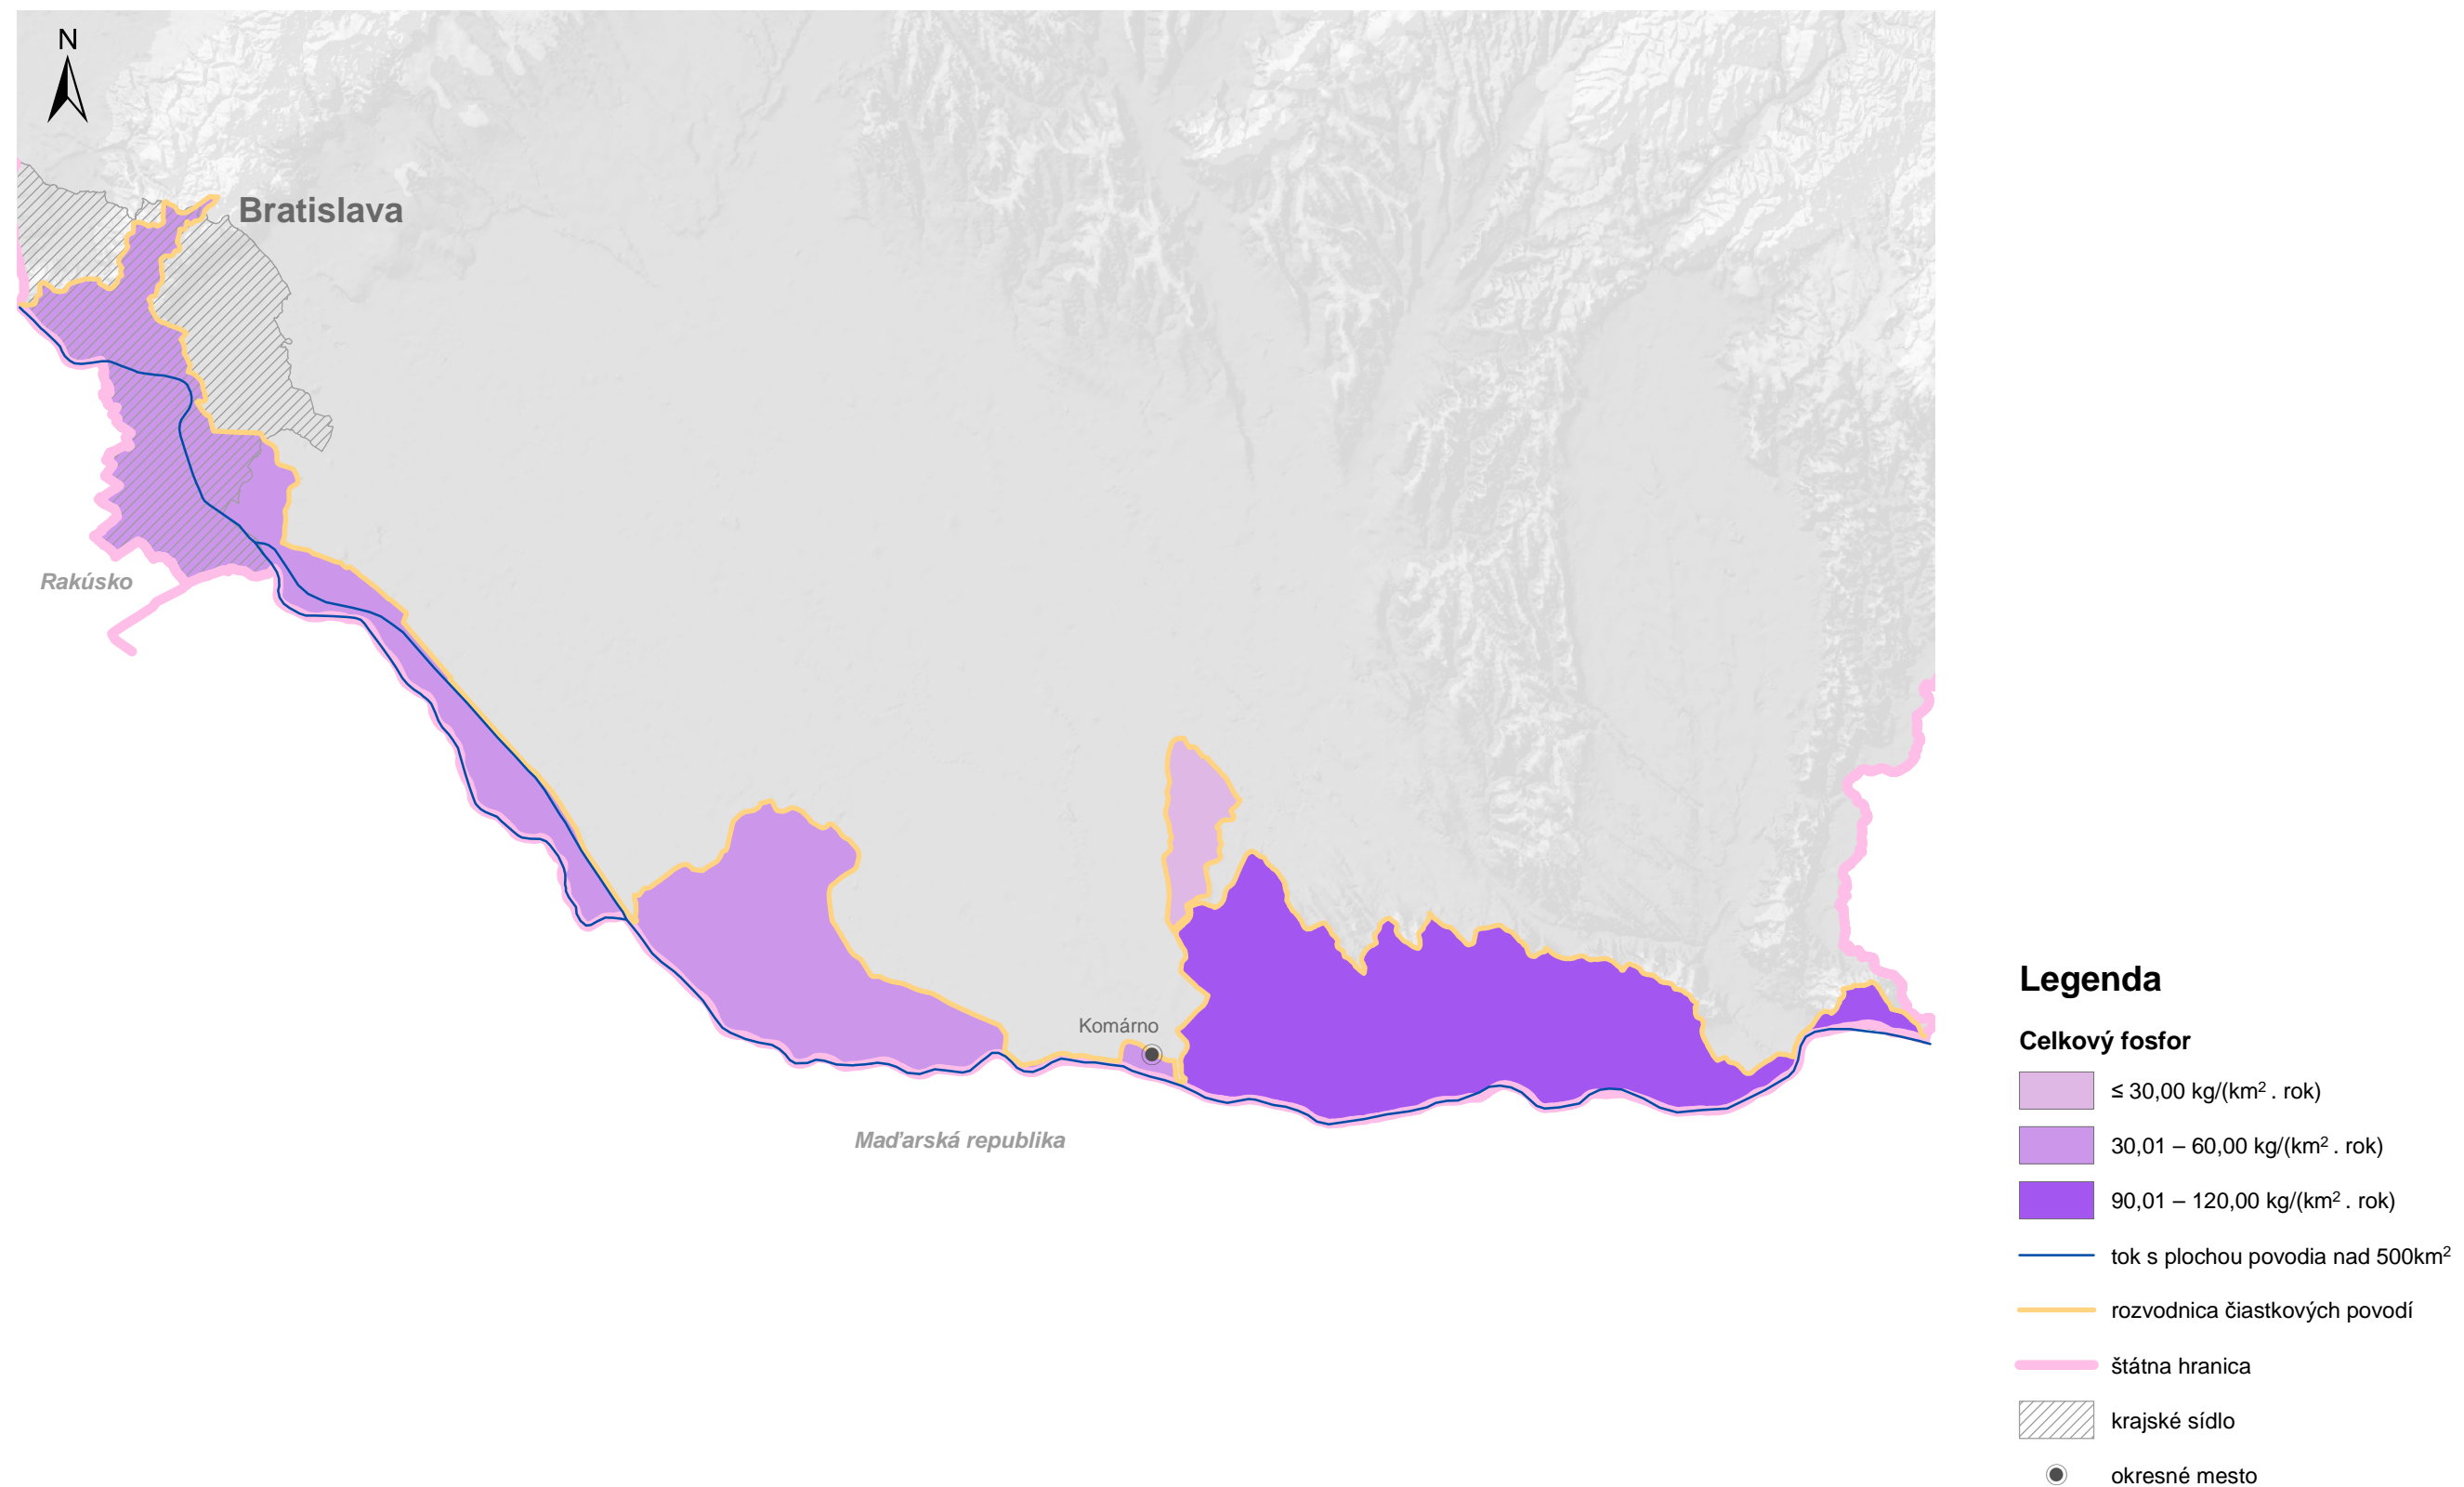 N
Bratislava
Rakúsko
Komárno
Maďarská republika
Legenda
Celkový fosfor
≤ 30,00 kg/(km² . rok)
30,01 – 60,00 kg/(km² . rok)
90,01 – 120,00 kg/(km² . rok)
tok s plochou povodia nad 500km²
rozvodnica čiastkových povodí
štátna hranica
krajské sídlo
okresné mesto